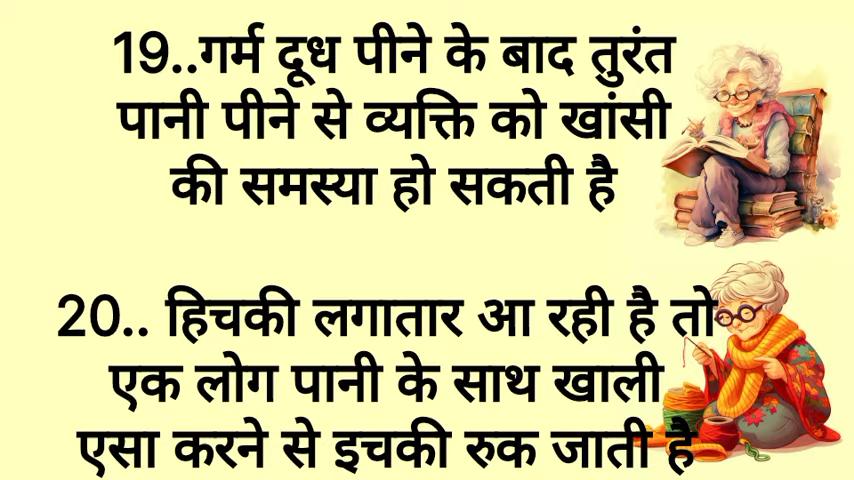 19..गर्म दूध पीने के बाद तुरंत
पानी पीने से व्यक्ति को खांसी
की समस्या हो सकती है
20.. हिचकी लगातार आ रही है तो
एक लोग पानी के साथ खाली
एसा करने से इचकी रुक जाती है